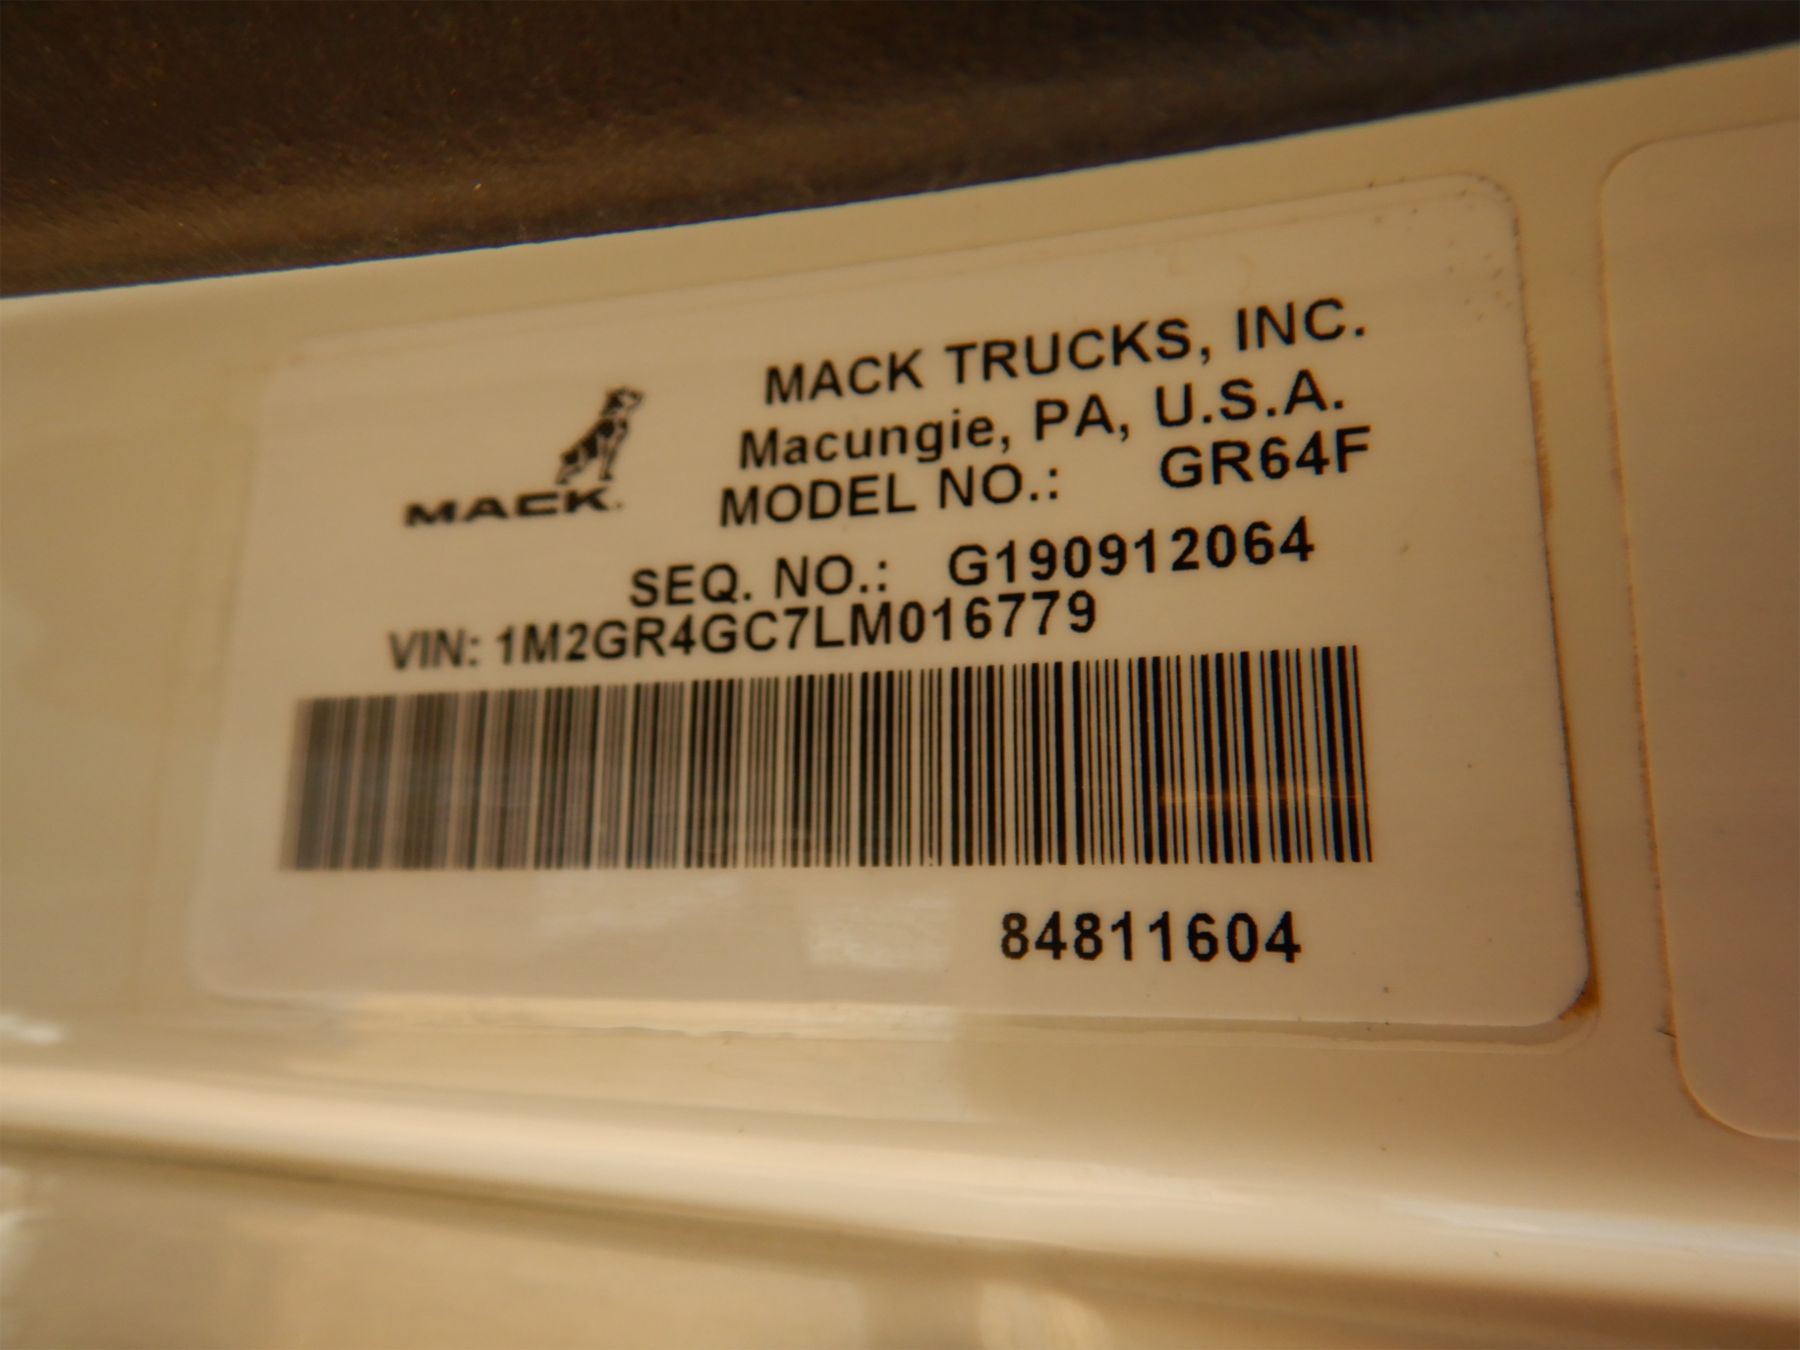 MACK TRUCKS, INC.
Macungie, PA, U.S.A.
MACK
MODEL NO.: GR64F
SEQ. NO.: G190912064
VIN: 1M2GR4GC7LM016779
84811604